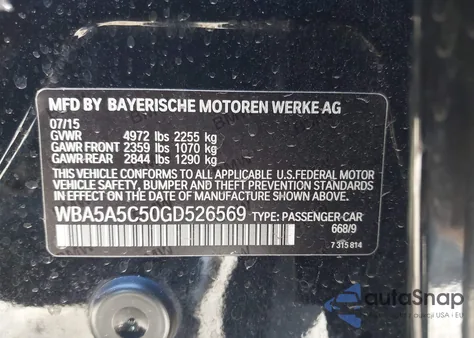 MFD BY BAYERISCHE MOTOREN WERKE AG
07/15
GVWR 4972 lbs 2255 kg
GAWR FRONT 2359 lbs 1070 kg
GAWR REAR 2844 lbs 1290 kg
THIS VEHICLE CONFORMS TO ALL APPLICABLE U.S.FEDERAL MOTOR
VEHICLE SAFETY, BUMPER AND THEFT PREVENTION STANDARDS
IN EFFECT ON THE DATE OF MANUFACTURE SHOWN ABOVE.
WBA5A5C50GD526569 TYPE: PASSENGER CAR
668/9
7 315 814
autoSnap
aukcje z USA i EU